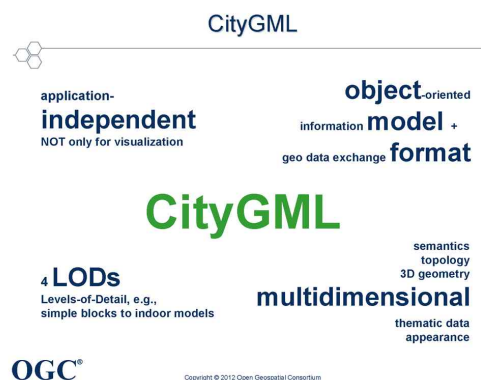 CityGML
application-
independent
NOT only for visualization
object-oriented
information model +
geo data exchange format
CityGML
4 LODs
Levels-of-Detail, e.g.,
simple blocks to indoor models
semantics
topology
3D geometry
multidimensional
thematic data
appearance
OGC®
Copyright © 2012 Open Geospatial Consortium